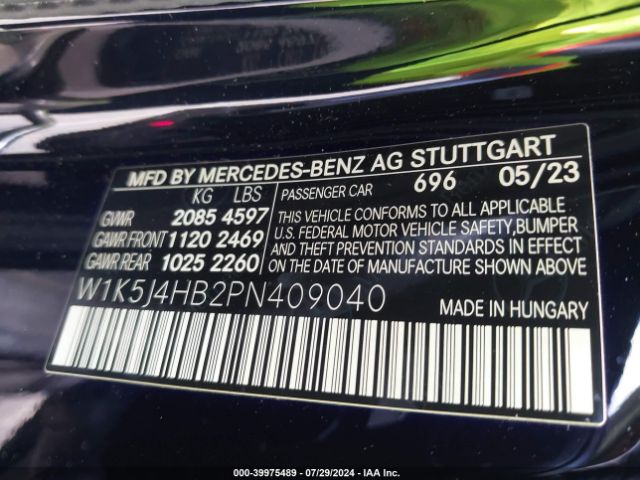 MFD BY MERCEDES-BENZ AG STUTTGART
KG LBS PASSENGER CAR 696 05/23
GVWR 2085 4597
GAWR FRONT 1120 2469
GAWR REAR 1025 2260
THIS VEHICLE CONFORMS TO ALL APPLICABLE
U.S. FEDERAL MOTOR VEHICLE SAFETY, BUMPER
AND THEFT PREVENTION STANDARDS IN EFFECT
ON THE DATE OF MANUFACTURE SHOWN ABOVE.
W1K5J4HB2PN409040
MADE IN HUNGARY
000-39975489 - 07/29/2024 - IAA Inc.